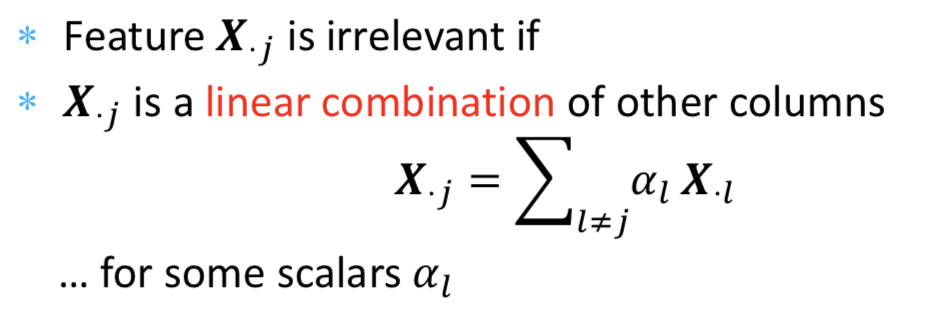 * Feature X.j is irrelevant if
* X.j is a linear combination of other columns
X.j = ∑l≠j αl X.l
... for some scalars αl